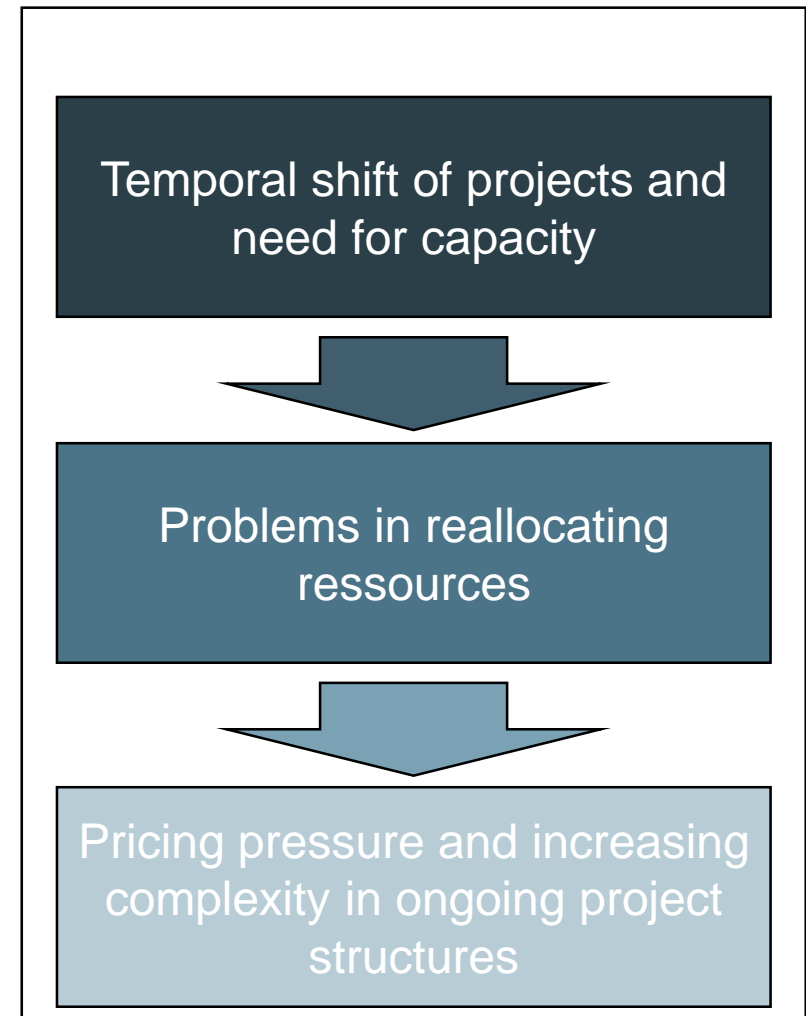 Temporal shift of projects and
need for capacity
Problems in reallocating
ressources
Pricing pressure and increasing
complexity in ongoing project
structures